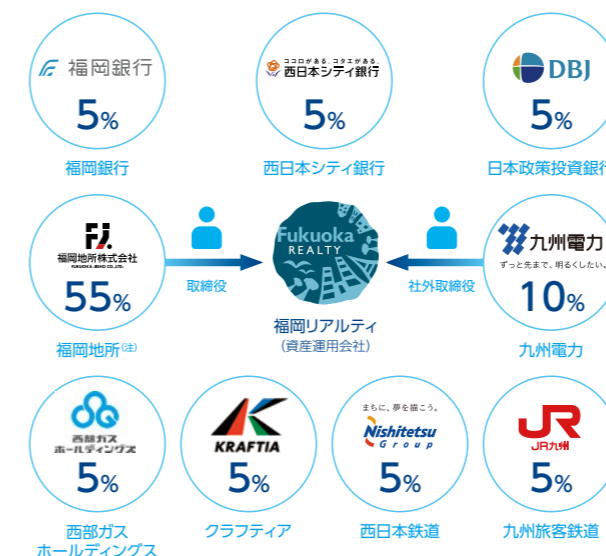 福岡銀行
5%
福岡銀行
ココロがある。コタエがある。
西日本シティ銀行
5%
西日本シティ銀行
DBJ
5%
日本政策投資銀行
福岡地所株式会社
FUKUOKA JISHO CO.,LTD.
55%
福岡地所(注)
取締役
Fukuoka
REALTY
福岡リアルティ
(資産運用会社)
社外取締役
九州電力
ずっと先まで、明るくしたい。
10%
九州電力
西部ガス
ホールディングス
5%
西部ガス
ホールディングス
KRAFTIA
5%
クラフティア
まちに、夢を描こう。
Nishitetsu
Group
5%
西日本鉄道
JR
JR九州
5%
九州旅客鉄道